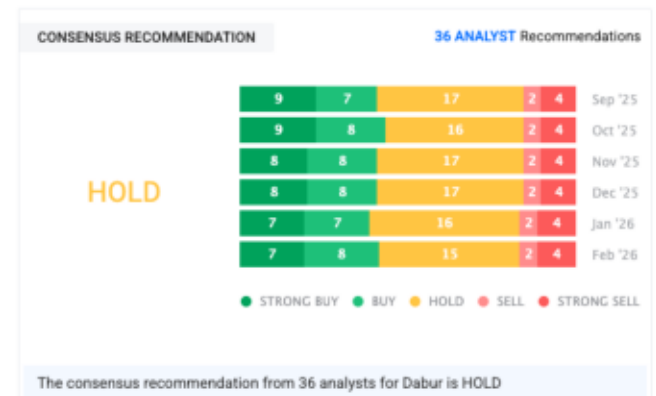 CONSENSUS RECOMMENDATION 36 ANALYST Recommendations
9 7 17 2 4 Sep '25
9 8 16 2 4 Oct '25
8 8 17 2 4 Nov '25
HOLD
8 8 17 2 4 Dec '25
7 7 16 2 4 Jan '26
7 8 15 2 4 Feb '26
STRONG BUY BUY HOLD SELL STRONG SELL
The consensus recommendation from 36 analysts for Dabur is HOLD